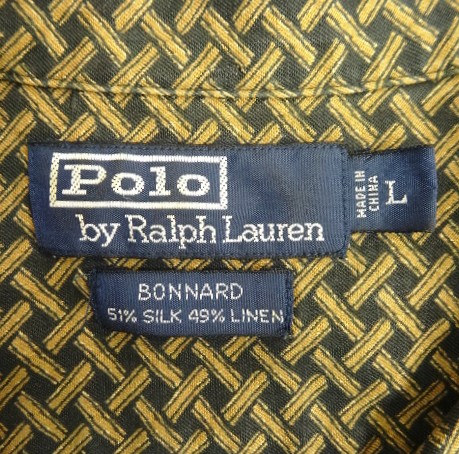 Polo
by Ralph Lauren
MADE IN
CHINA
L
BONNARD
51% SILK 49% LINEN